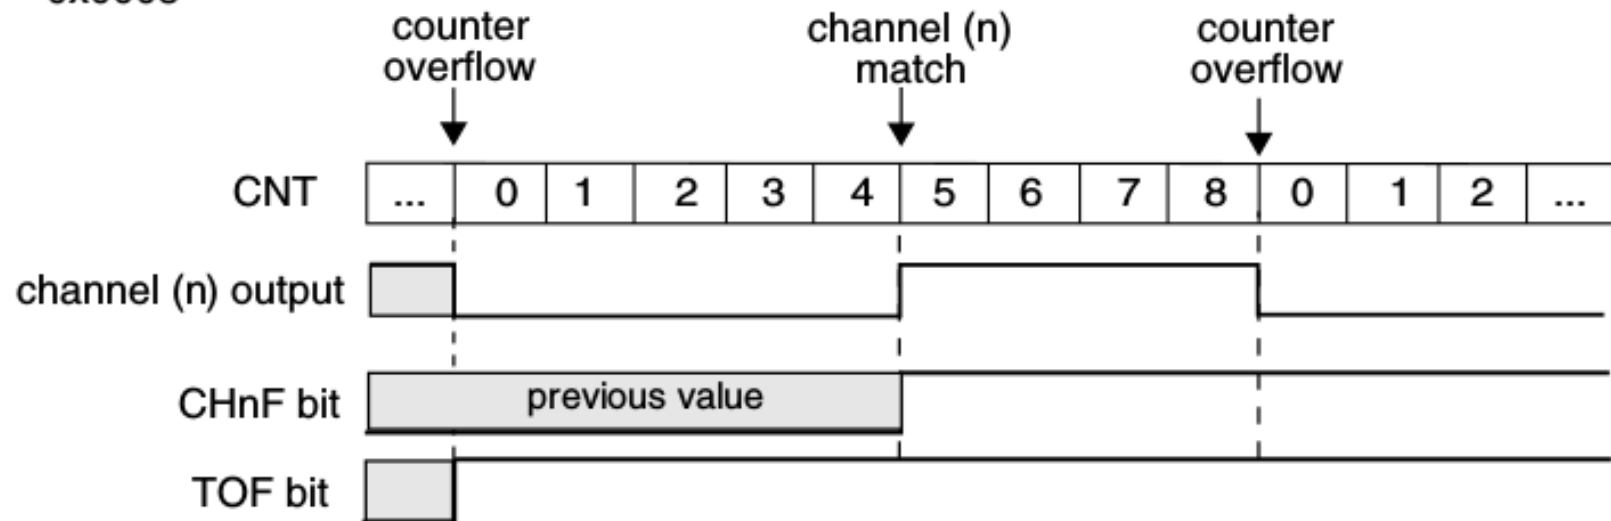 counter
overflow
channel (n)
match
counter
overflow
CNT ... 0 1 2 3 4 5 6 7 8 0 1 2 ...
channel (n) output
CHnF bit previous value
TOF bit